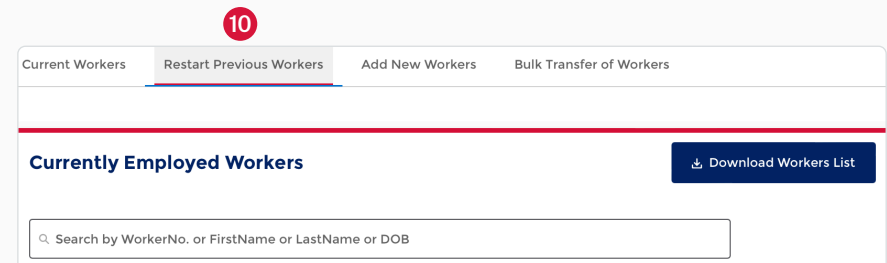 10
Current Workers Restart Previous Workers Add New Workers Bulk Transfer of Workers
Currently Employed Workers
Download Workers List
Search by WorkerNo. or FirstName or LastName or DOB